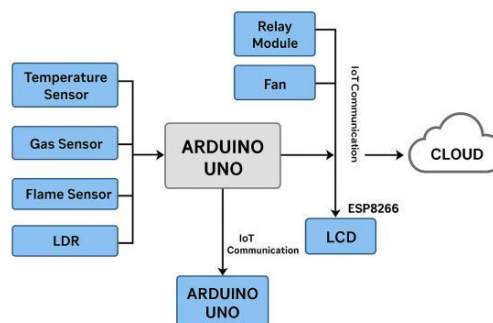 Temperature
Sensor
Gas Sensor
Flame Sensor
LDR
ARDUINO
UNO
IoT
Communication
ARDUINO
UNO
Relay
Module
Fan
IoT Communication
ESP8266
LCD
CLOUD